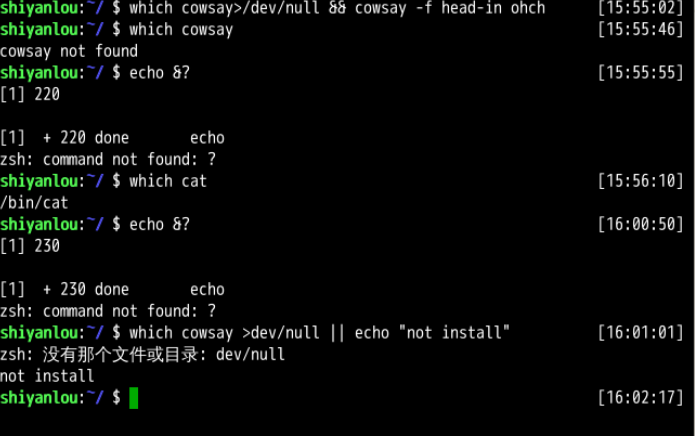 shiyanlou:~/ $ which cowsay>/dev/null && cowsay -f head-in ohch [15:55:02]
shiyanlou:~/ $ which cowsay [15:55:46]
cowsay not found
shiyanlou:~/ $ echo &? [15:55:55]
[1] 220
[1]  + 220 done       echo
zsh: command not found: ?
shiyanlou:~/ $ which cat [15:56:10]
/bin/cat
shiyanlou:~/ $ echo &? [16:00:50]
[1] 230
[1]  + 230 done       echo
zsh: command not found: ?
shiyanlou:~/ $ which cowsay >dev/null || echo "not install" [16:01:01]
zsh: 没有那个文件或目录: dev/null
not install
shiyanlou:~/ $ [16:02:17]